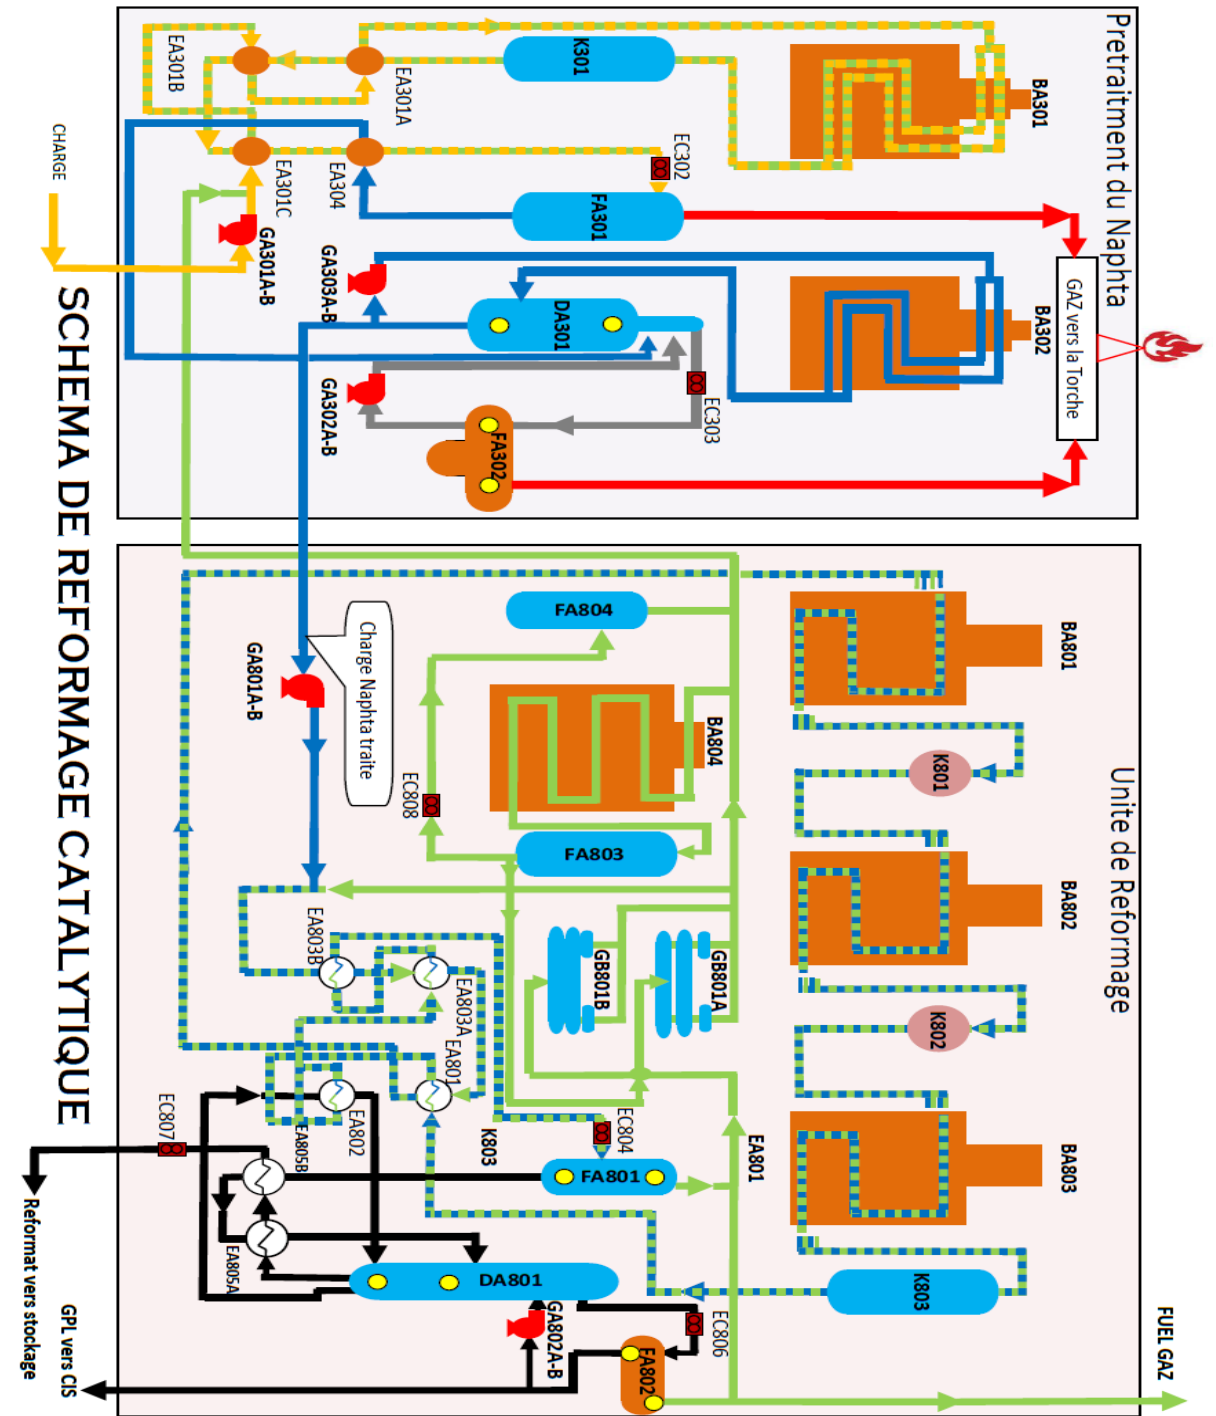 SCHEMA DE REFORMAGE CATALYTIQUE
Pretraitment du Naphta
BA301
K301
EA301A
EA301B
CHARGE
EC302
EA304
EA301C
FA301
GA301A-B
GAZ vers la Torche
BA302
GA303A-B
DA301
GA302A-B
EC303
FA302
Unite de Reformage
BA801
FA804
GA801A-B
Charge Naphta traite
BA804
EC808
K801
FA803
BA802
EA803B
EA803A
GB801B
GB801A
K802
EA801
EA802
EC807
EA805B
K803
EC804
FA801
EA801
BA803
EA805A
DA801
K803
GA802A-B
EC806
FA802
Reformat vers stockage
GPL vers CIS
FUEL GAZ